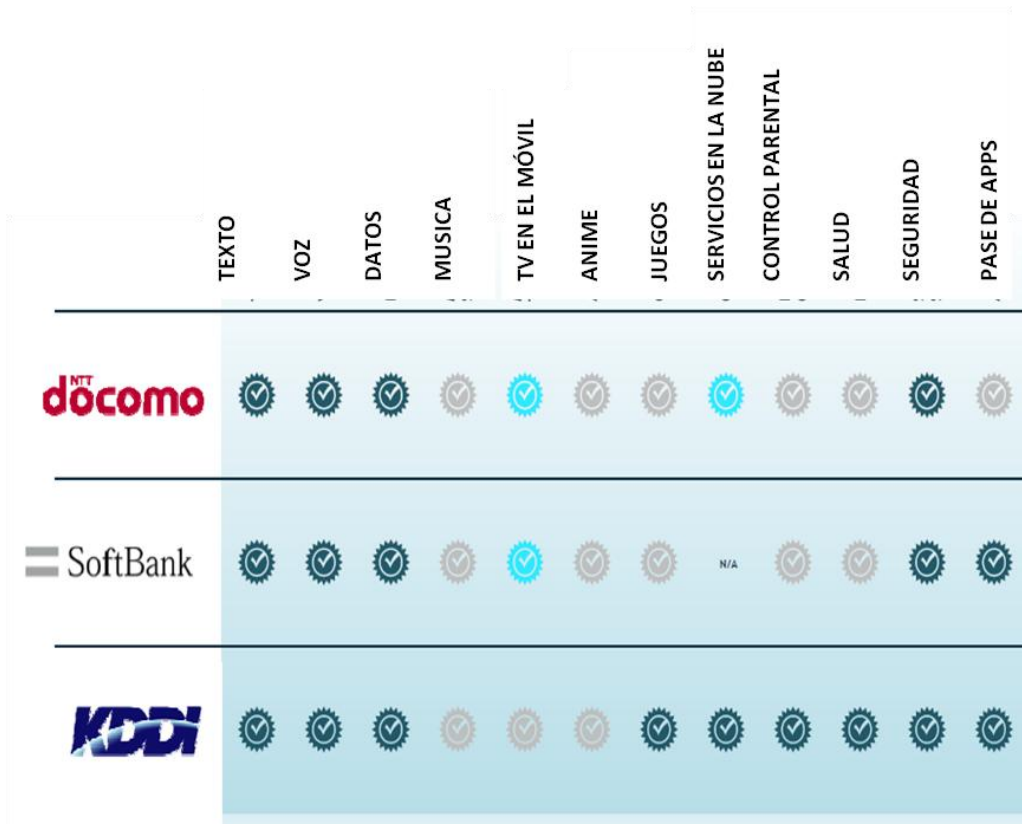 TEXTO
VOZ
DATOS
MUSICA
TV EN EL MÓVIL
ANIME
JUEGOS
SERVICIOS EN LA NUBE
CONTROL PARENTAL
SALUD
SEGURIDAD
PASE DE APPS
NTT
döcomo
SoftBank
N/A
KDDI